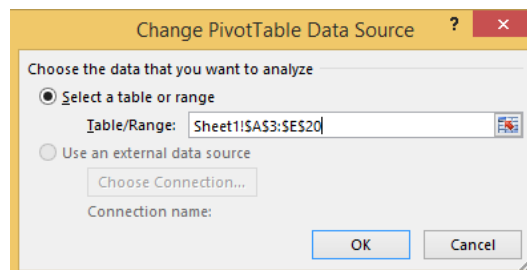 Change PivotTable Data Source ? ×
Choose the data that you want to analyze
Select a table or range
Table/Range: Sheet1!$A$3:$E$20
Use an external data source
Choose Connection...
Connection name:
OK Cancel